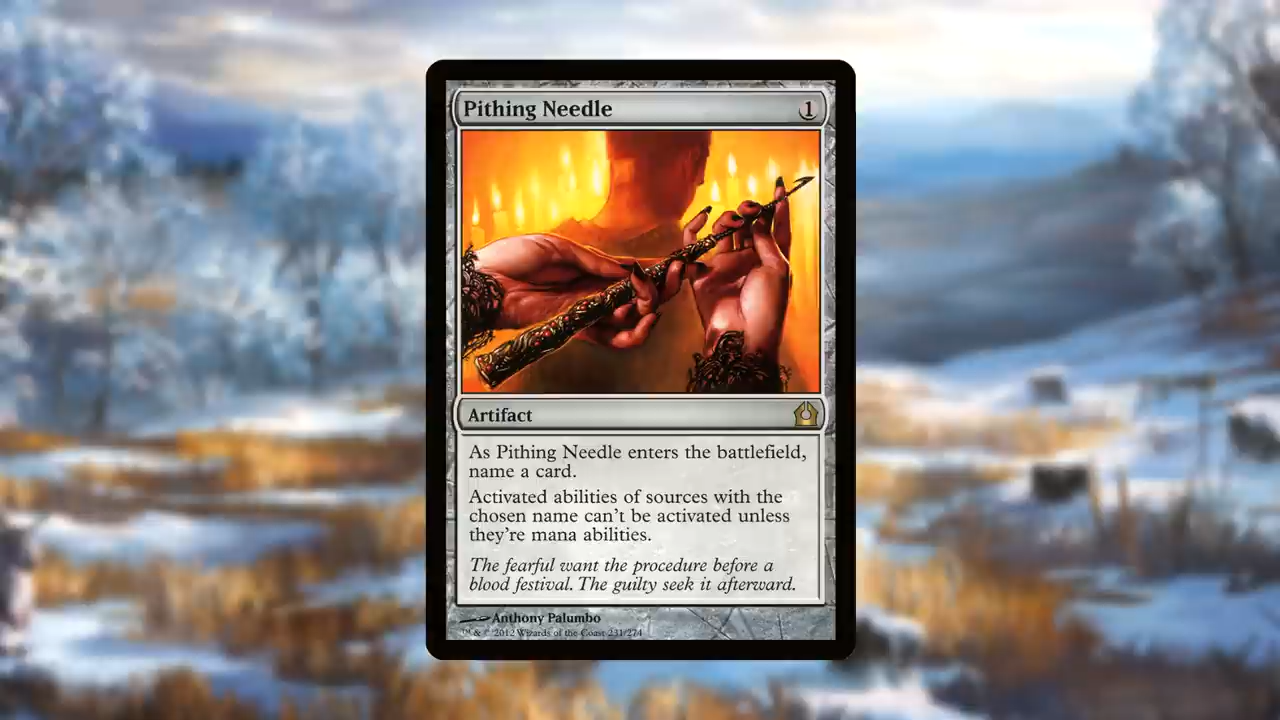 Pithing Needle 1
Artifact
As Pithing Needle enters the battlefield,
name a card.
Activated abilities of sources with the
chosen name can't be activated unless
they're mana abilities.
The fearful want the procedure before a
blood festival. The guilty seek it afterward.
Anthony Palumbo
™ & © 2012 Wizards of the Coast 231/274